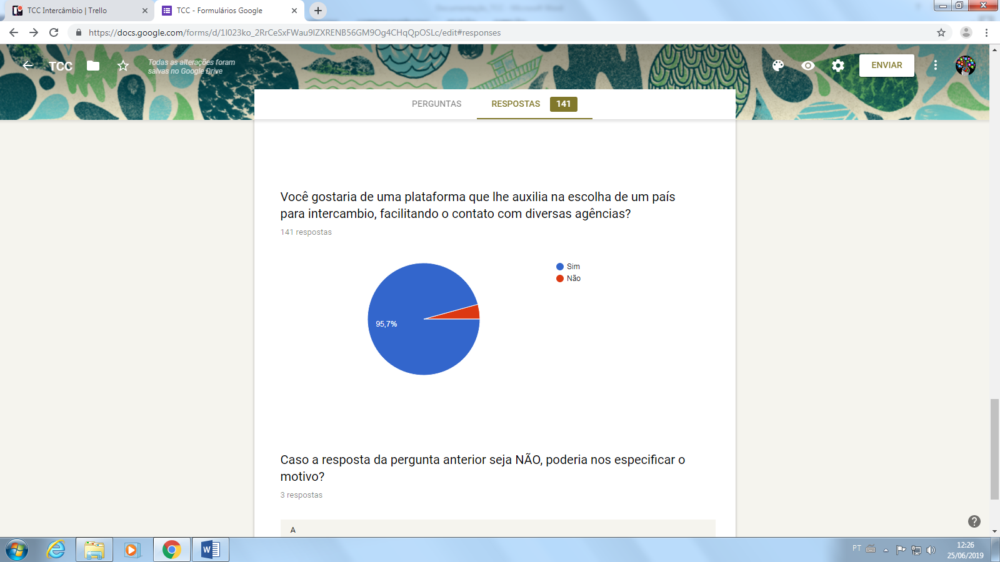 TCC Intercâmbio | Trello
TCC - Formulários Google
https://docs.google.com/forms/d/1I023ko_2RrCeSxFWau9IZXRENB56GM9Og4CHqQpOSLc/edit#responses
TCC
Todas as alterações foram
salvas no Google Drive
ENVIAR
PERGUNTAS
RESPOSTAS 141
Você gostaria de uma plataforma que lhe auxilia na escolha de um país
para intercambio, facilitando o contato com diversas agências?
141 respostas
Sim
Não
95,7%
Caso a resposta da pergunta anterior seja NÃO, poderia nos especificar o
motivo?
3 respostas
A
PT
12:26
25/06/2019